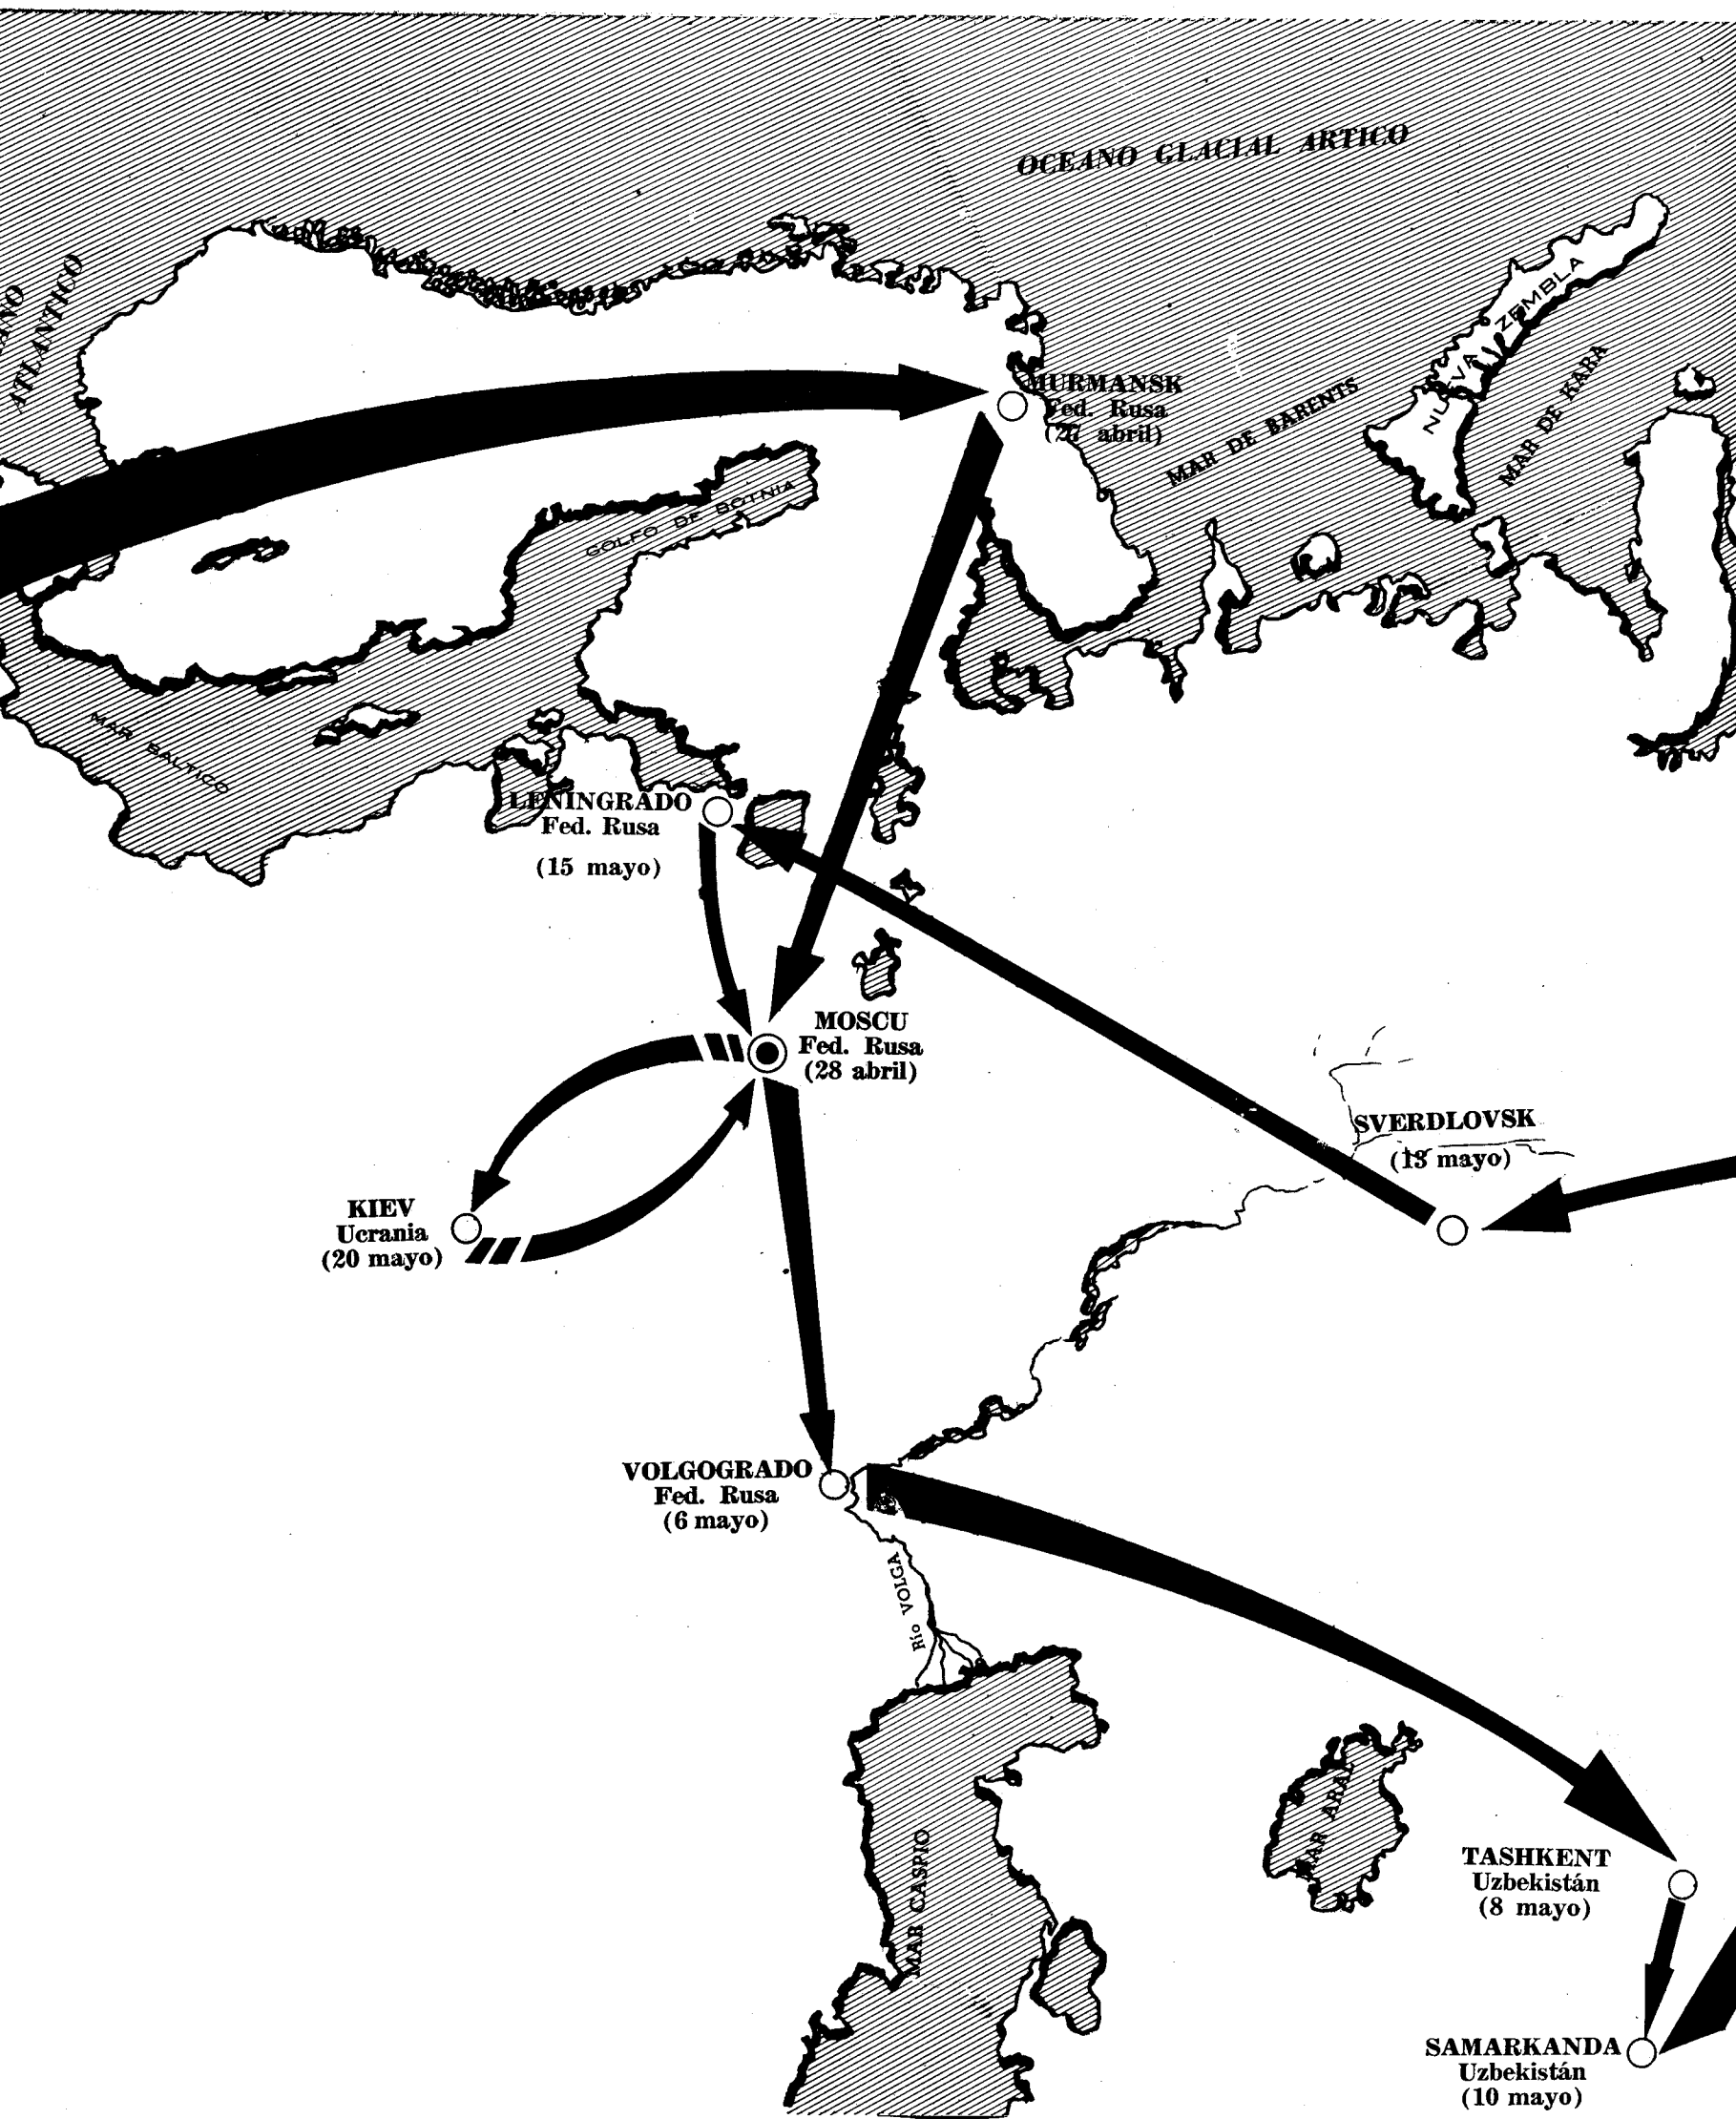 OCEANO GLACIAL ARTICO
ATLANTICO
NUEVA ZEMBLA
MURMANSK
Fed. Rusa
(27 abril)
MAR DE BARENTS
MAR DE KARA
GOLFO DE BOTNIA
MAR BALTICO
LENINGRADO
Fed. Rusa
(15 mayo)
MOSCU
Fed. Rusa
(28 abril)
SVERDLOVSK
(13 mayo)
KIEV
Ucrania
(20 mayo)
VOLGOGRADO
Fed. Rusa
(6 mayo)
Río VOLGA
MAR CASPIO
MAR ARAL
TASHKENT
Uzbekistán
(8 mayo)
SAMARKANDA
Uzbekistán
(10 mayo)